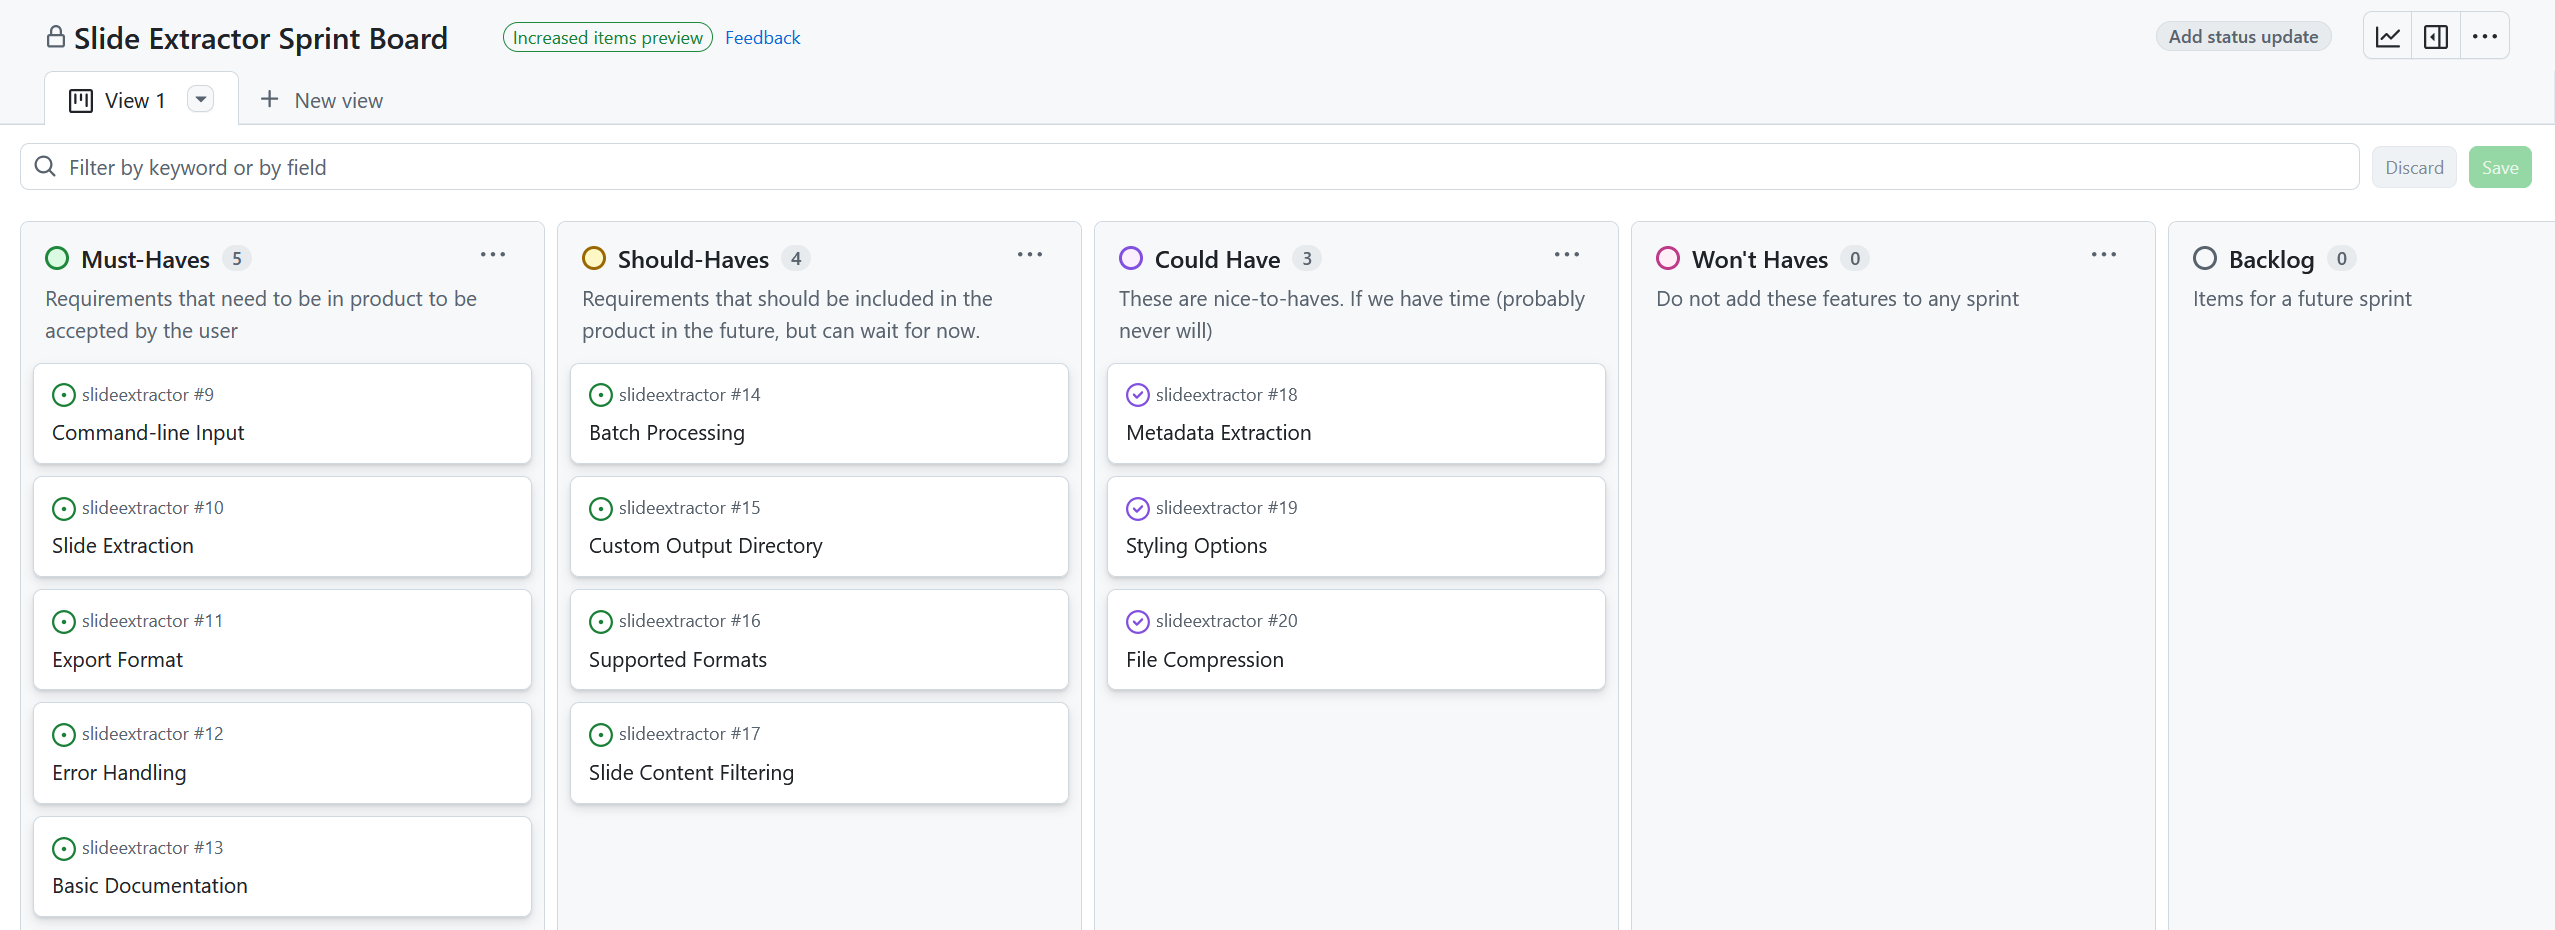 Slide Extractor Sprint Board
Increased items preview
Feedback
Add status update
View 1
New view
Filter by keyword or by field
Discard
Save
Must-Haves 5
Requirements that need to be in product to be
accepted by the user
slideextractor #9
Command-line Input
slideextractor #10
Slide Extraction
slideextractor #11
Export Format
slideextractor #12
Error Handling
slideextractor #13
Basic Documentation
Should-Haves 4
Requirements that should be included in the
product in the future, but can wait for now.
slideextractor #14
Batch Processing
slideextractor #15
Custom Output Directory
slideextractor #16
Supported Formats
slideextractor #17
Slide Content Filtering
Could Have 3
These are nice-to-haves. If we have time (probably
never will)
slideextractor #18
Metadata Extraction
slideextractor #19
Styling Options
slideextractor #20
File Compression
Won't Haves 0
Do not add these features to any sprint
Backlog 0
Items for a future sprint